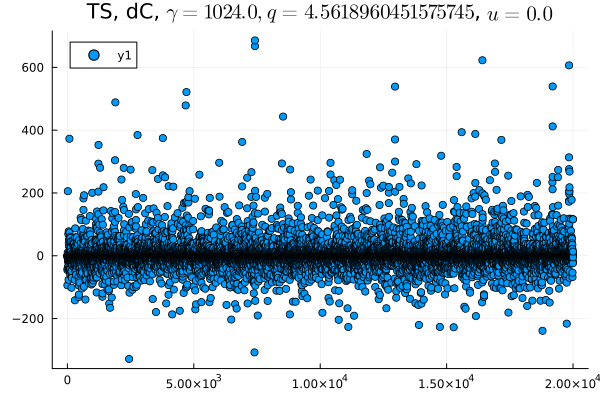 TS, dC, γ = 1024.0, q = 4.5618960451575745, u = 0.0
y1
600
400
200
0
−200
0 5.00×10³ 1.00×10⁴ 1.50×10⁴ 2.00×10⁴